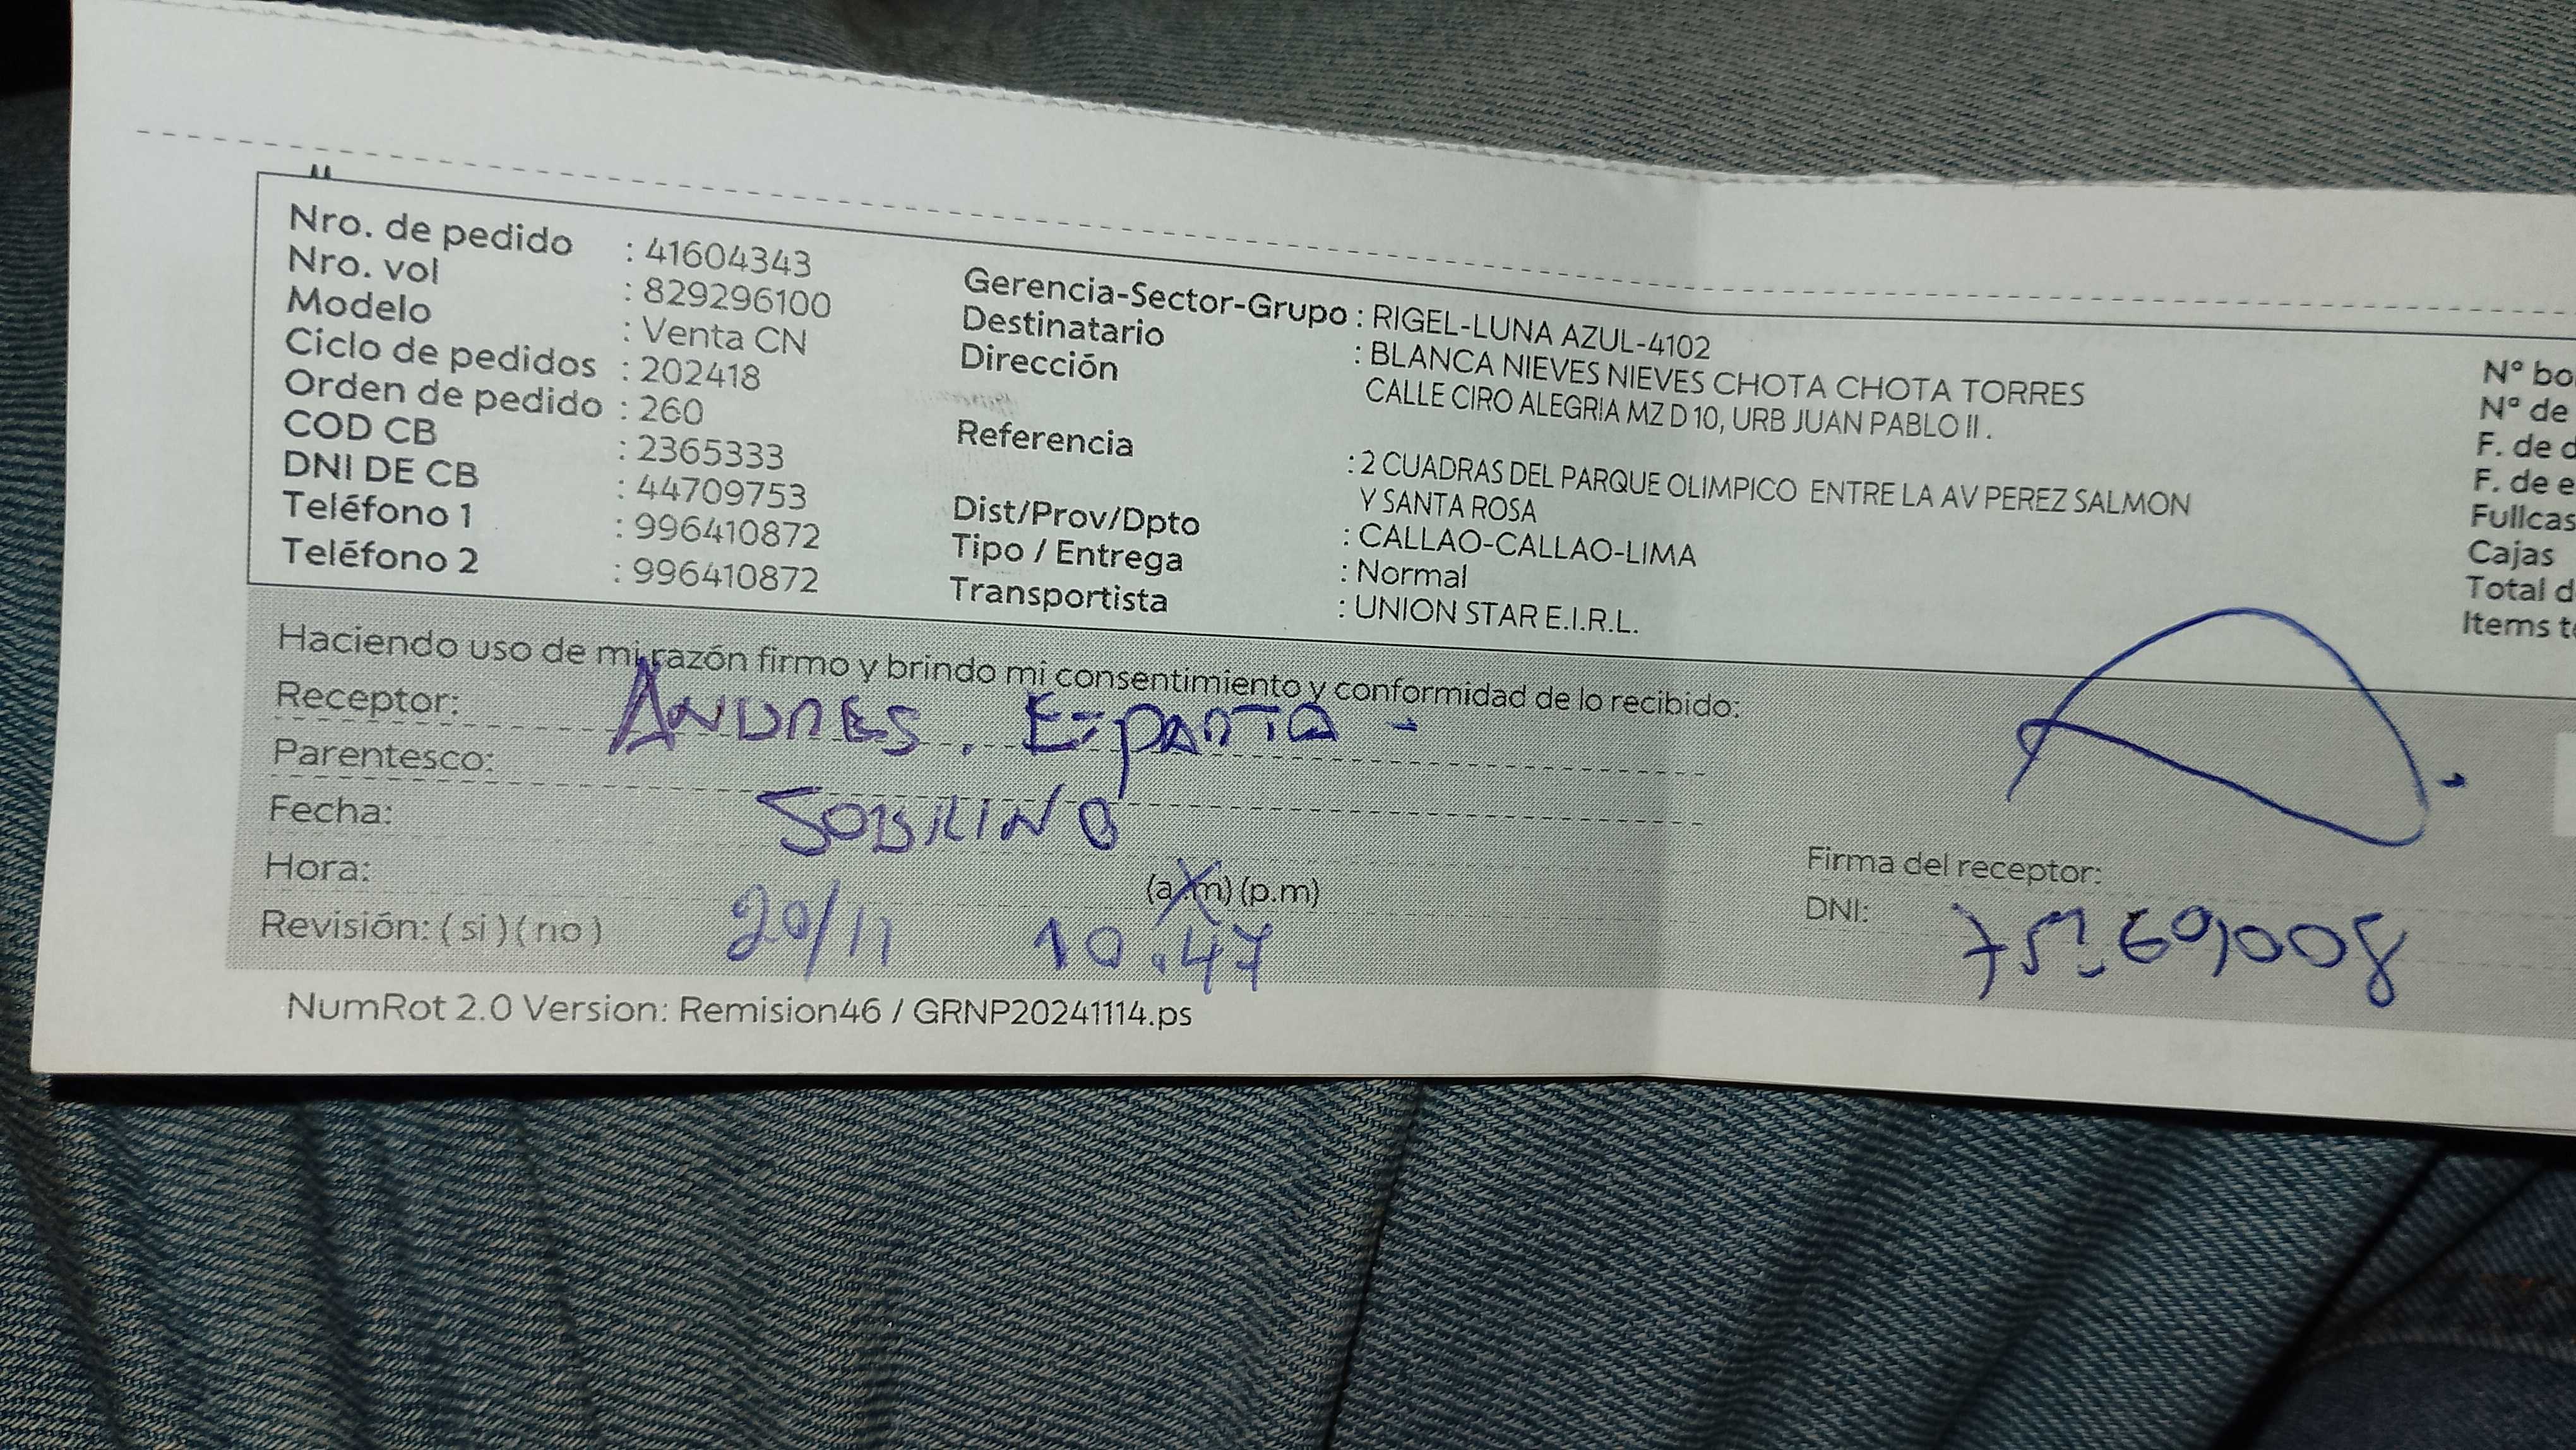 Nro. de pedido : 41604343
Nro. vol : 829296100
Modelo : Venta CN
Ciclo de pedidos : 202418
Orden de pedido : 260
COD CB : 2365333
DNI DE CB : 44709753
Teléfono 1 : 996410872
Teléfono 2 : 996410872
Gerencia-Sector-Grupo : RIGEL-LUNA AZUL-4102
Destinatario : BLANCA NIEVES NIEVES CHOTA CHOTA TORRES
Dirección CALLE CIRO ALEGRIA MZ D 10, URB JUAN PABLO II .
Referencia : 2 CUADRAS DEL PARQUE OLIMPICO ENTRE LA AV PEREZ SALMON
Y SANTA ROSA
Dist/Prov/Dpto : CALLAO-CALLAO-LIMA
Tipo / Entrega : Normal
Transportista : UNION STAR E.I.R.L.
Nº bo
Nº de
F. de d
F. de e
Fullcas
Cajas
Total d
Items t
Haciendo uso de mi razón firmo y brindo mi consentimiento y conformidad de lo recibido:
Receptor: ANDRES.
Parentesco: SOBRINO
Fecha: 20/11
Hora: 10.47 (a.m) (p.m)
Revisión: ( si ) ( no )
Firma del receptor:
DNI:
NumRot 2.0 Version: Remision46 / GRNP20241114.ps